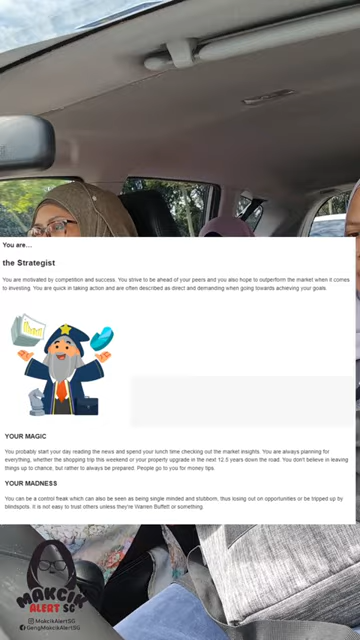 You are...
the Strategist
You are motivated by competition and success. You strive to be ahead of your peers and you also hope to outperform the market when it comes
to investing. You are quick in taking action and are often described as direct and demanding when going towards achieving your goals.
YOUR MAGIC
You probably start your day reading the news and spend your lunch time checking out the market insights. You are always planning for
everything, whether the shopping trip this weekend or your property upgrade in the next 12.5 years down the road. You don't believe in leaving
things up to chance, but rather to always be prepared. People go to you for money tips.
YOUR MADNESS
You can be a control freak which can also be seen as being single minded and stubborn, thus losing out on opportunities or be tripped up by
blindspots. It is not easy to trust others unless they're Warren Buffett or something.
MAKCIK
ALERT SG
MakcikAlertSG
GengMakcikAlertSG